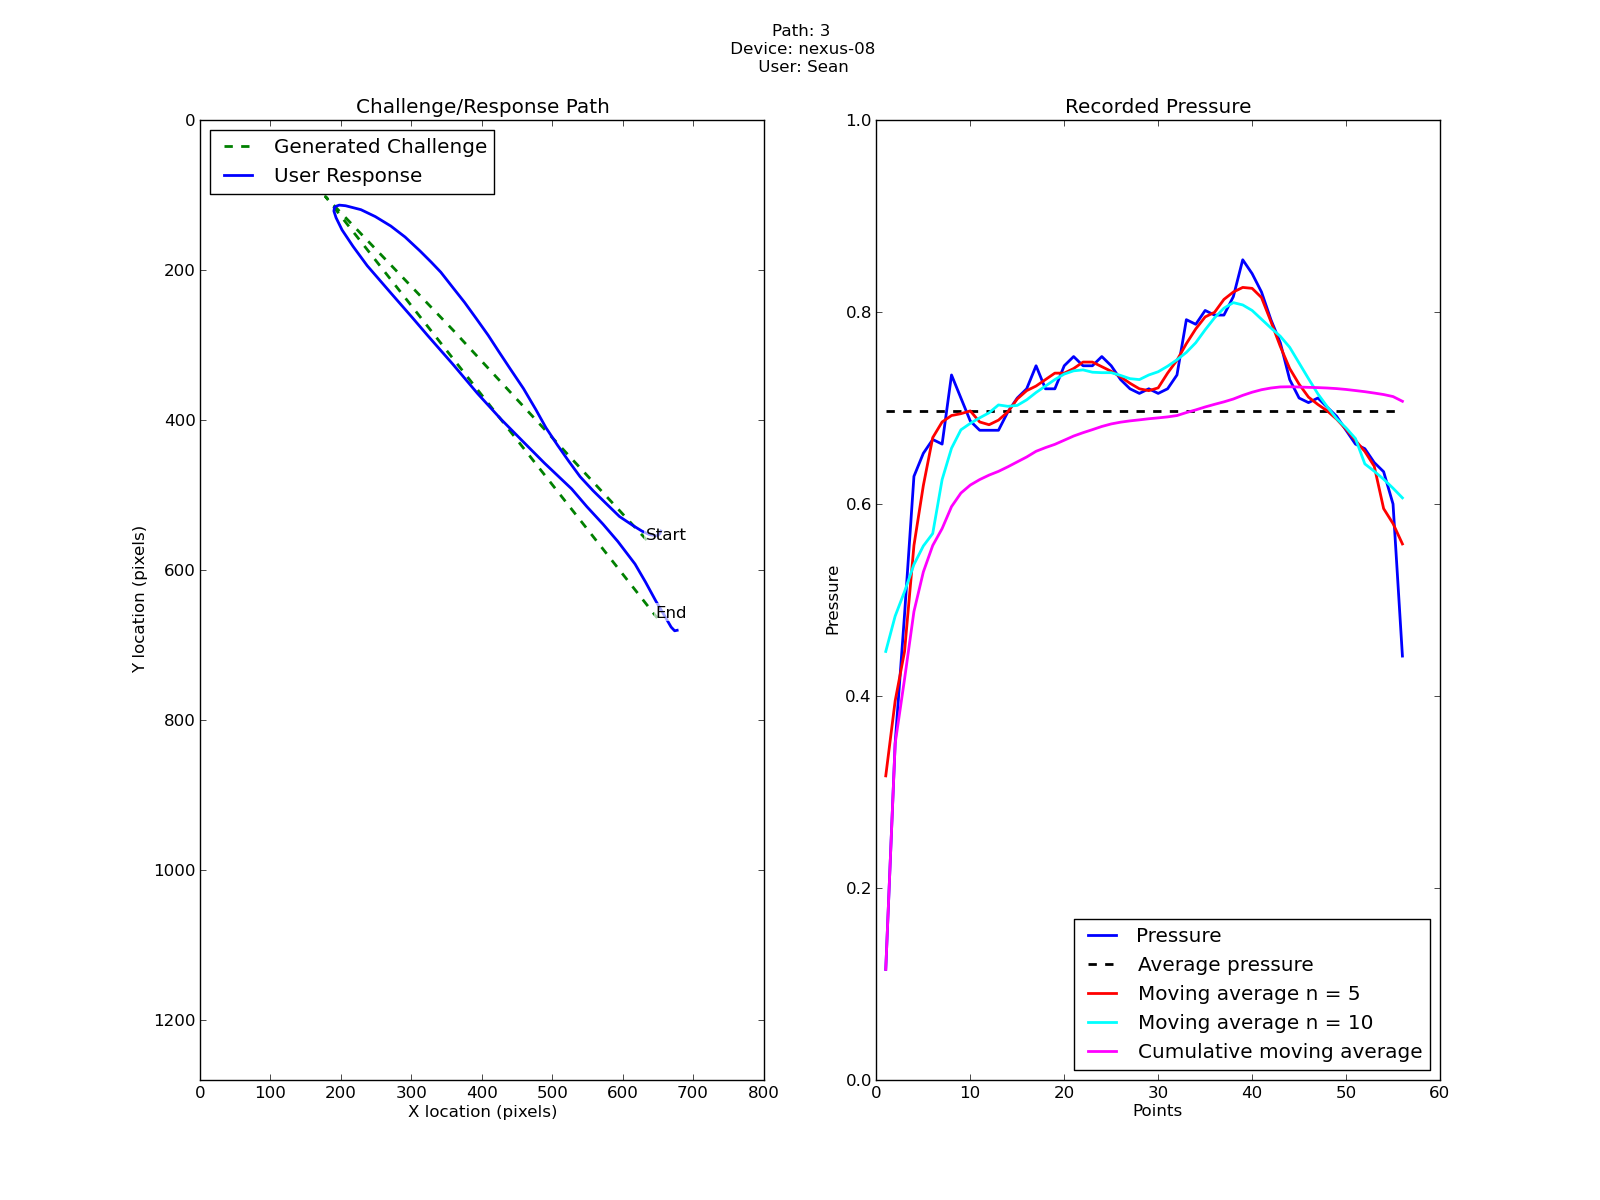 Path: 3
Device: nexus-08
User: Sean
Challenge/Response Path
Generated Challenge
User Response
0
200
400
600
800
1000
1200
Y location (pixels)
Start
End
0 100 200 300 400 500 600 700 800
X location (pixels)
Recorded Pressure
1.0
0.8
0.6
0.4
0.2
0.0
Pressure
Pressure
Average pressure
Moving average n = 5
Moving average n = 10
Cumulative moving average
0 10 20 30 40 50 60
Points